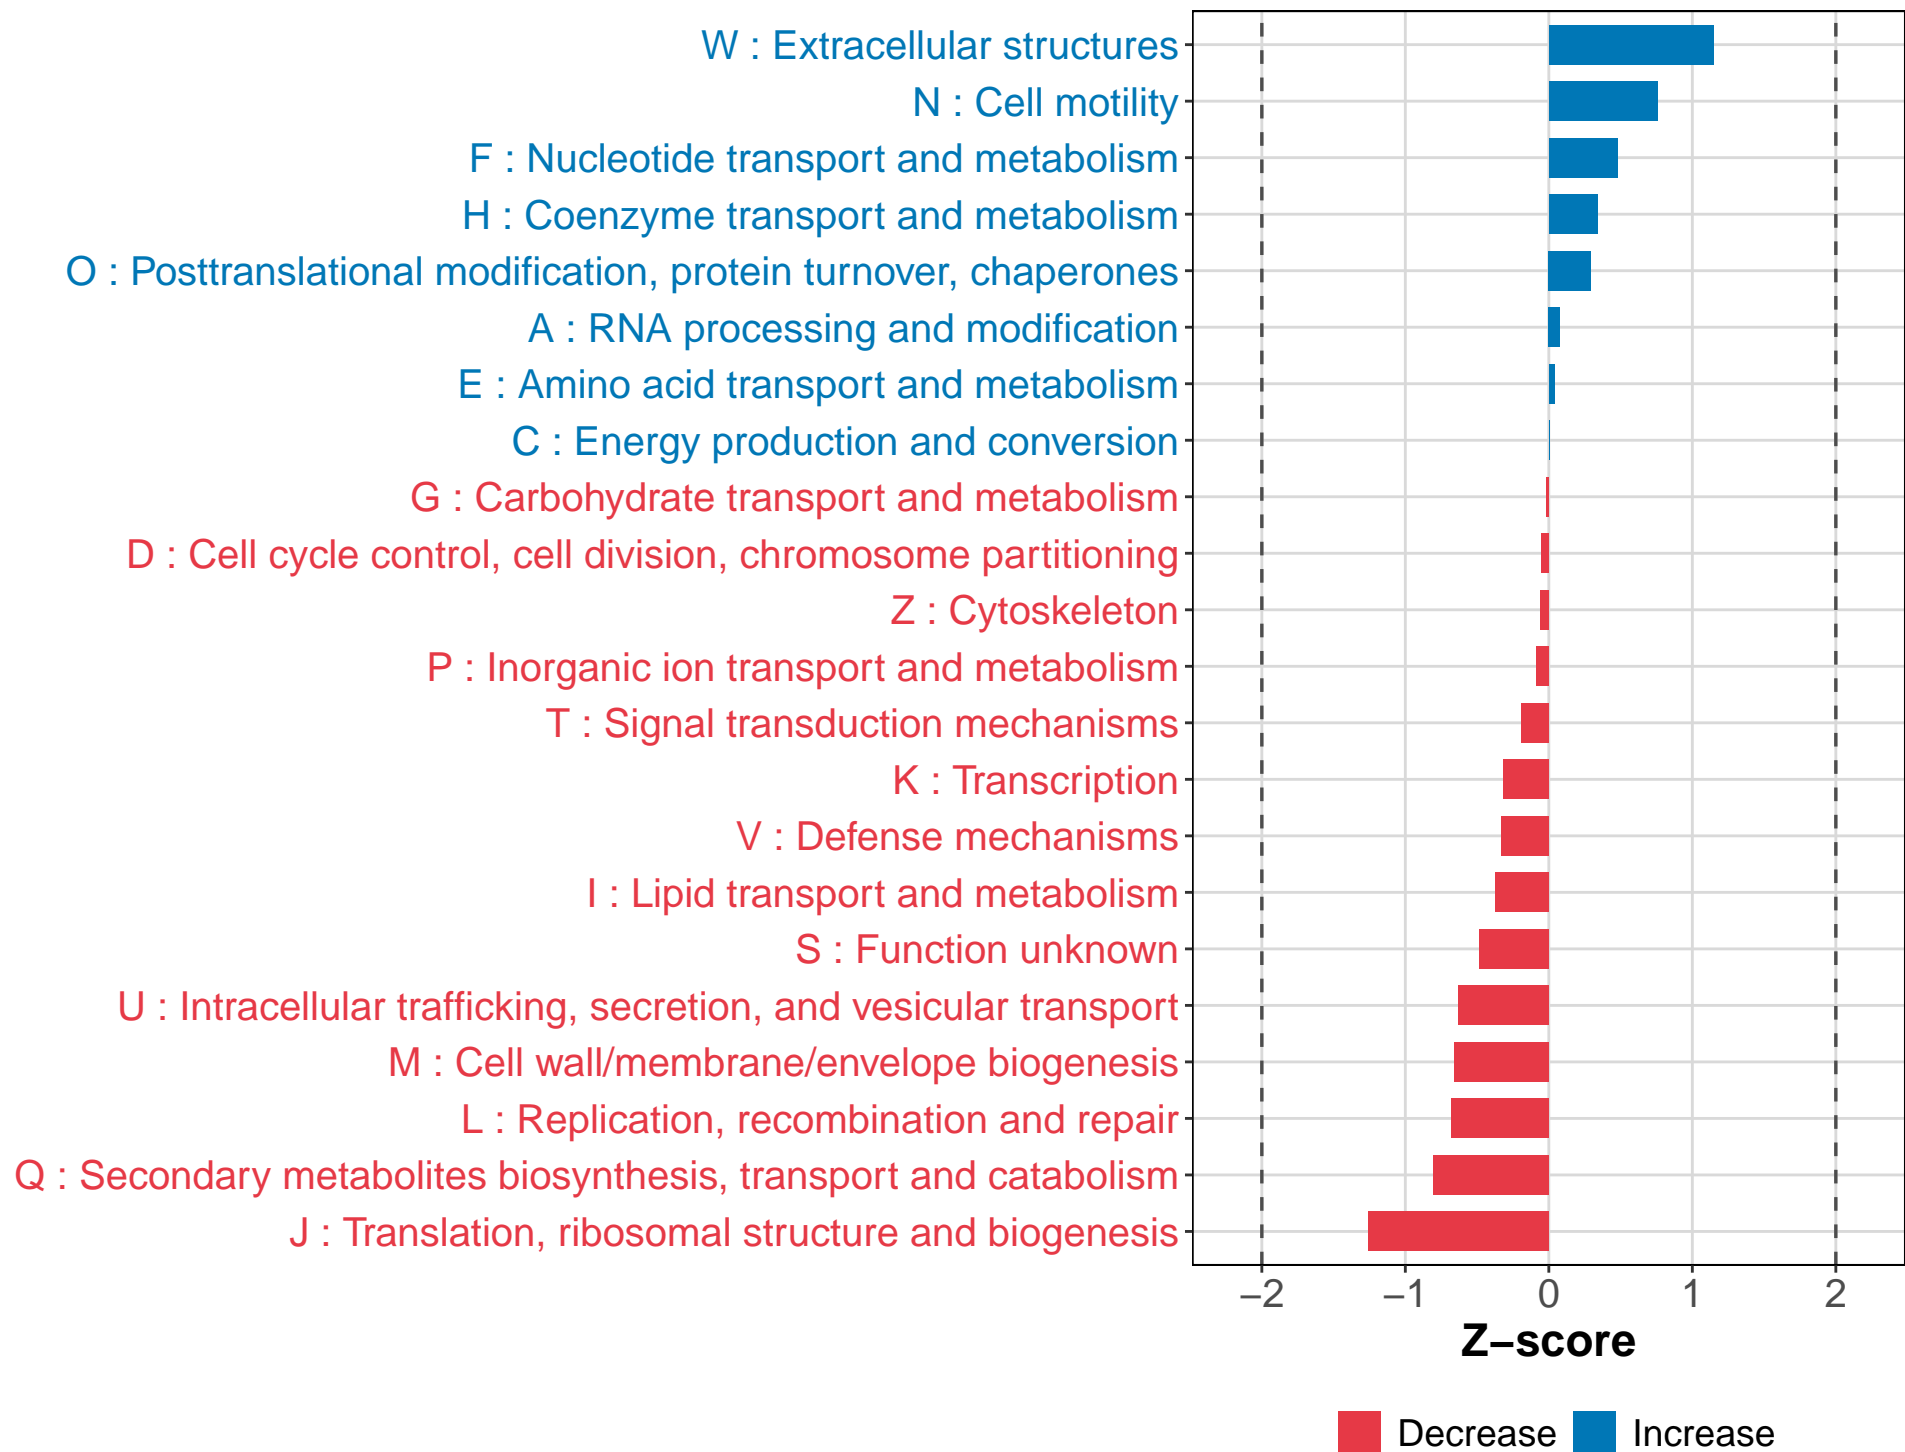 W : Extracellular structures
N : Cell motility
F : Nucleotide transport and metabolism
H : Coenzyme transport and metabolism
O : Posttranslational modification, protein turnover, chaperones
A : RNA processing and modification
E : Amino acid transport and metabolism
C : Energy production and conversion
G : Carbohydrate transport and metabolism
D : Cell cycle control, cell division, chromosome partitioning
Z : Cytoskeleton
P : Inorganic ion transport and metabolism
T : Signal transduction mechanisms
K : Transcription
V : Defense mechanisms
I : Lipid transport and metabolism
S : Function unknown
U : Intracellular trafficking, secretion, and vesicular transport
M : Cell wall/membrane/envelope biogenesis
L : Replication, recombination and repair
Q : Secondary metabolites biosynthesis, transport and catabolism
J : Translation, ribosomal structure and biogenesis
−2 −1 0 1 2
Z−score
Decrease Increase